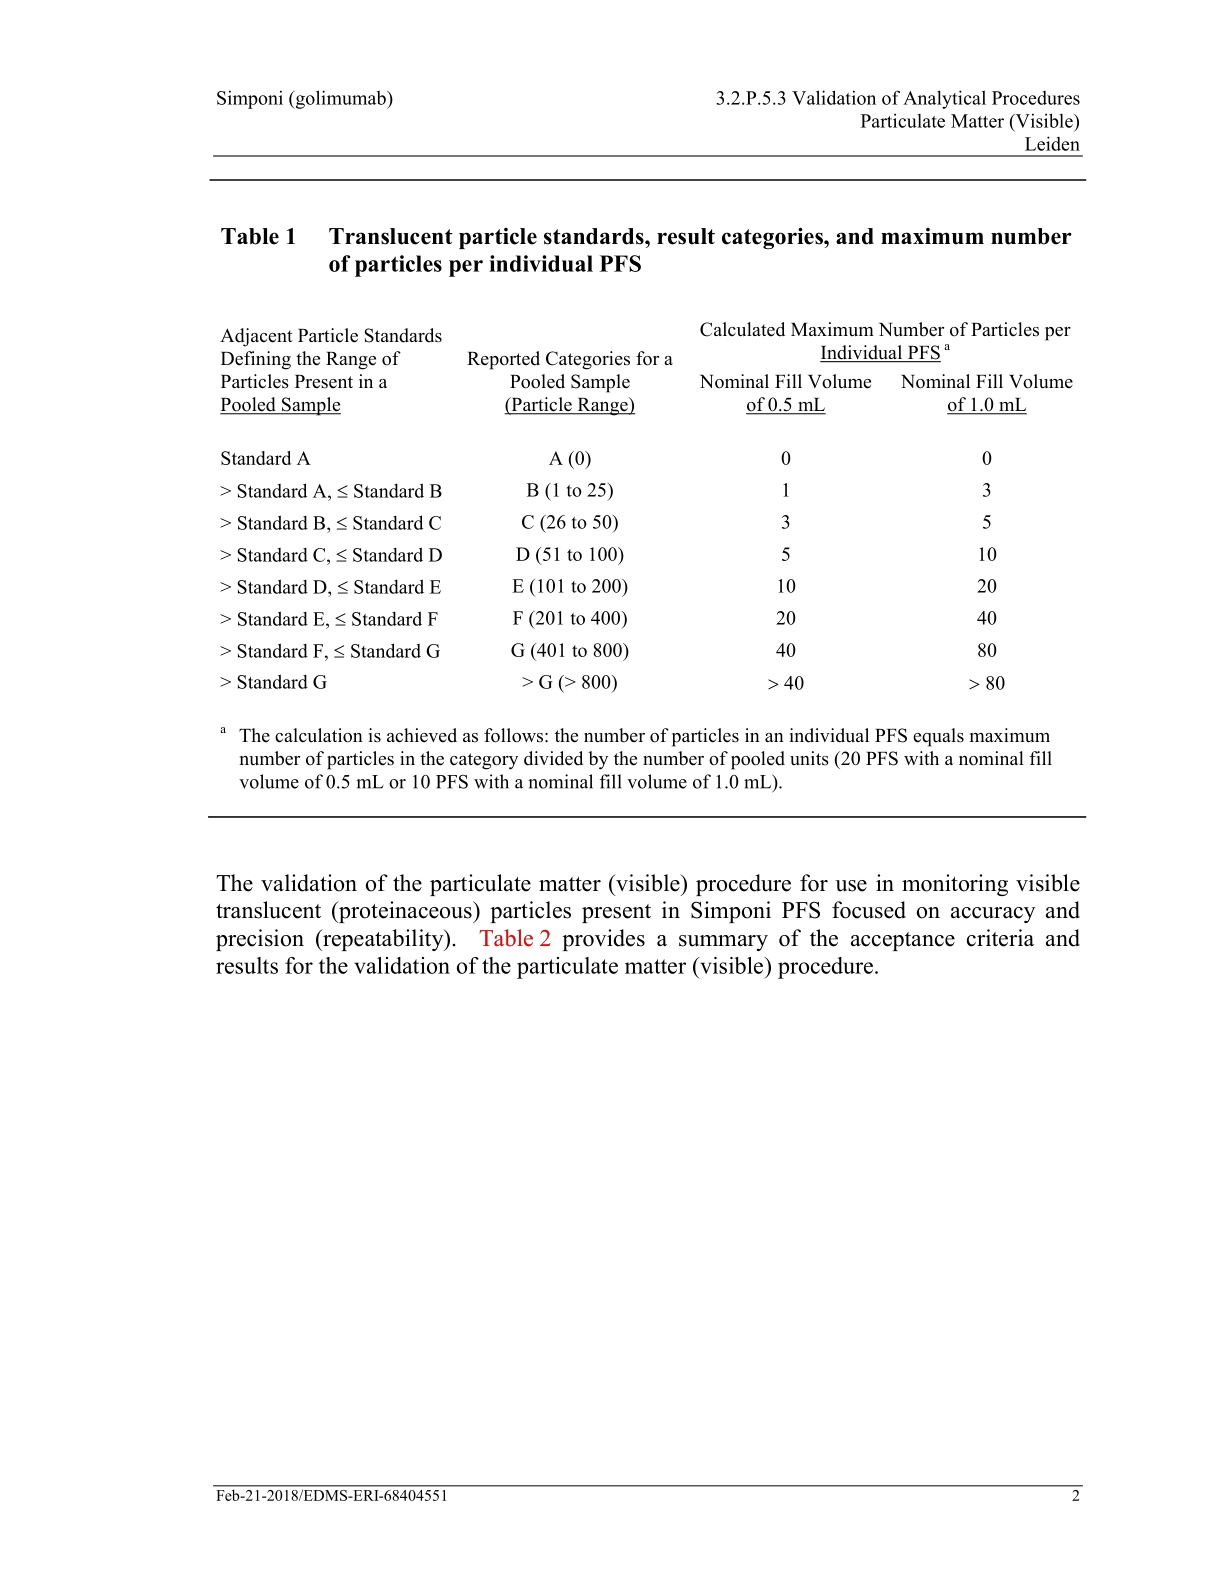 Simponi (golimumab)
3.2.P.5.3 Validation of Analytical Procedures
Particulate Matter (Visible)
Leiden
Table 1 Translucent particle standards, result categories, and maximum number
of particles per individual PFS
Adjacent Particle Standards
Defining the Range of
Particles Present in a
Pooled Sample
Reported Categories for a
Pooled Sample
(Particle Range)
Calculated Maximum Number of Particles per
Individual PFS a
Nominal Fill Volume
of 0.5 mL
Nominal Fill Volume
of 1.0 mL
Standard A A (0) 0 0
> Standard A, ≤ Standard B B (1 to 25) 1 3
> Standard B, ≤ Standard C C (26 to 50) 3 5
> Standard C, ≤ Standard D D (51 to 100) 5 10
> Standard D, ≤ Standard E E (101 to 200) 10 20
> Standard E, ≤ Standard F F (201 to 400) 20 40
> Standard F, ≤ Standard G G (401 to 800) 40 80
> Standard G > G (> 800) > 40 > 80
a The calculation is achieved as follows: the number of particles in an individual PFS equals maximum
number of particles in the category divided by the number of pooled units (20 PFS with a nominal fill
volume of 0.5 mL or 10 PFS with a nominal fill volume of 1.0 mL).
The validation of the particulate matter (visible) procedure for use in monitoring visible
translucent (proteinaceous) particles present in Simponi PFS focused on accuracy and
precision (repeatability). Table 2 provides a summary of the acceptance criteria and
results for the validation of the particulate matter (visible) procedure.
Feb-21-2018/EDMS-ERI-68404551 2